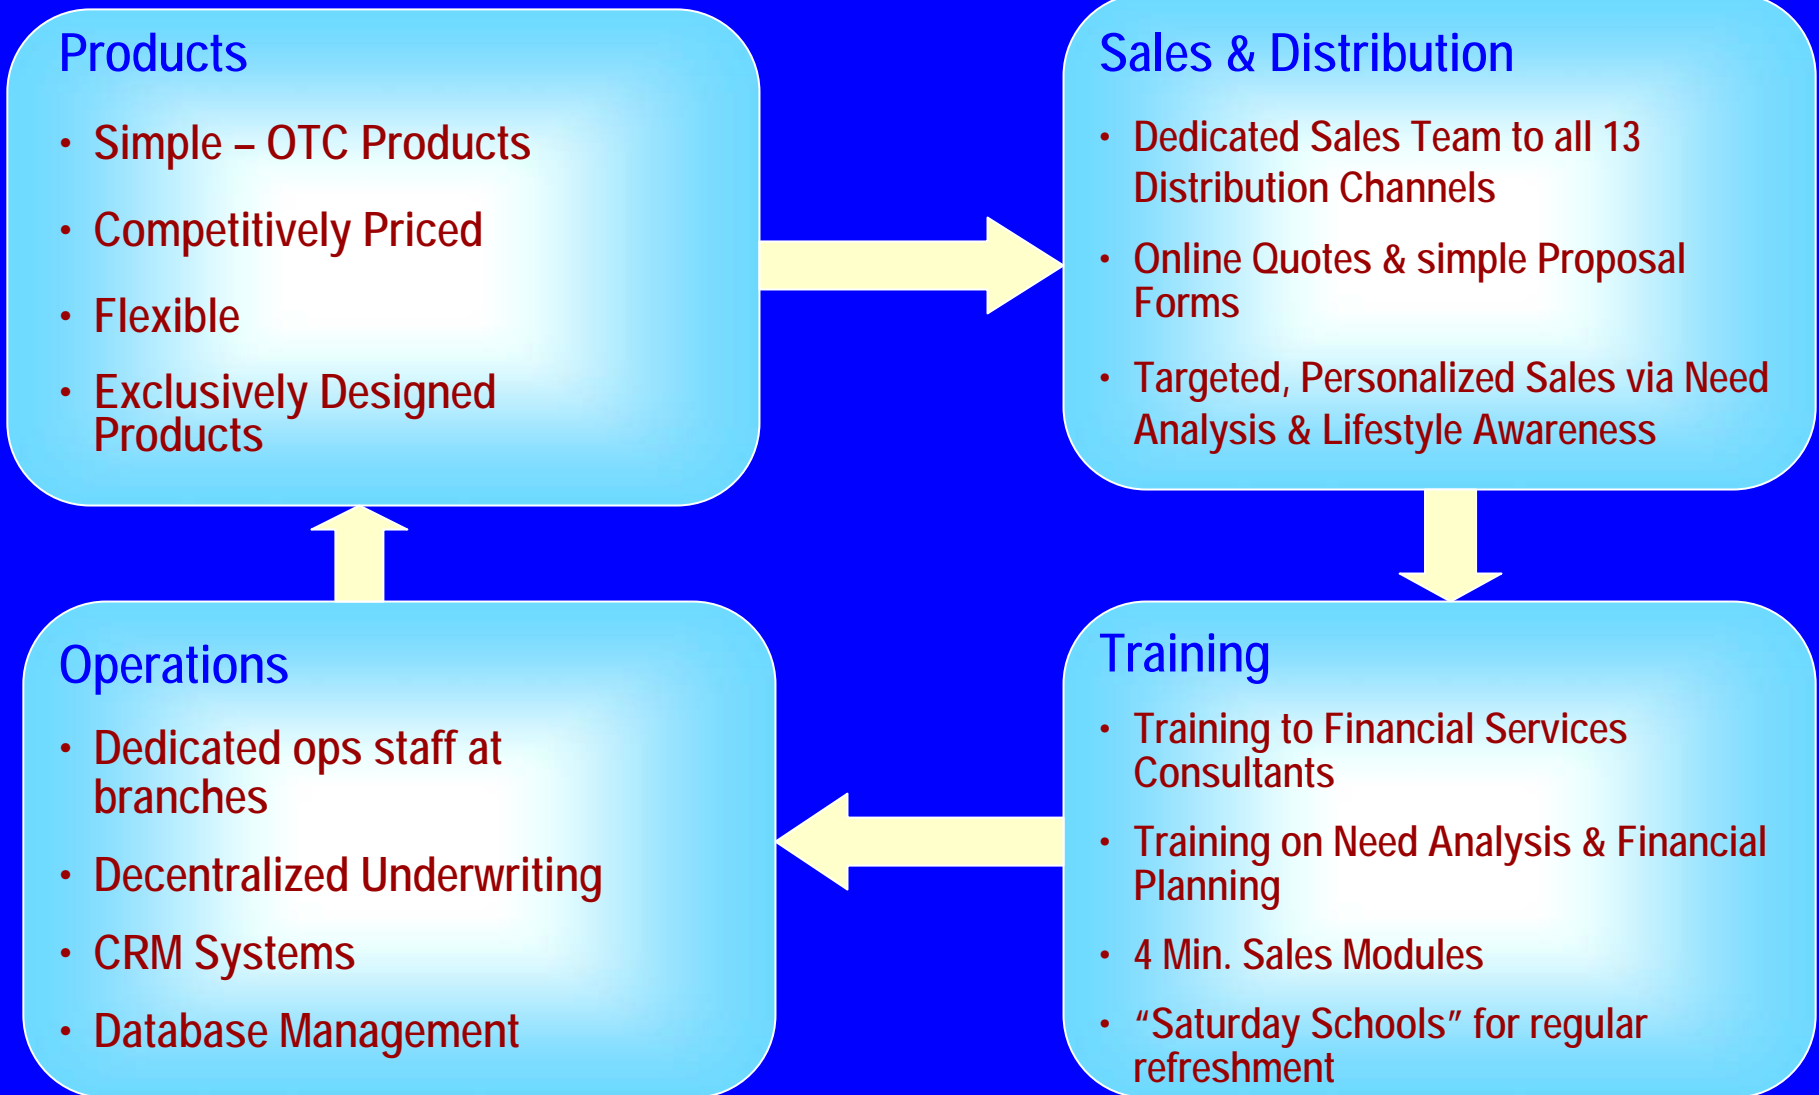 Products
• Simple – OTC Products
• Competitively Priced
• Flexible
• Exclusively Designed
Products
Sales & Distribution
• Dedicated Sales Team to all 13
Distribution Channels
• Online Quotes & simple Proposal
Forms
• Targeted, Personalized Sales via Need
Analysis & Lifestyle Awareness
Operations
• Dedicated ops staff at
branches
• Decentralized Underwriting
• CRM Systems
• Database Management
Training
• Training to Financial Services
Consultants
• Training on Need Analysis & Financial
Planning
• 4 Min. Sales Modules
• “Saturday Schools” for regular
refreshment